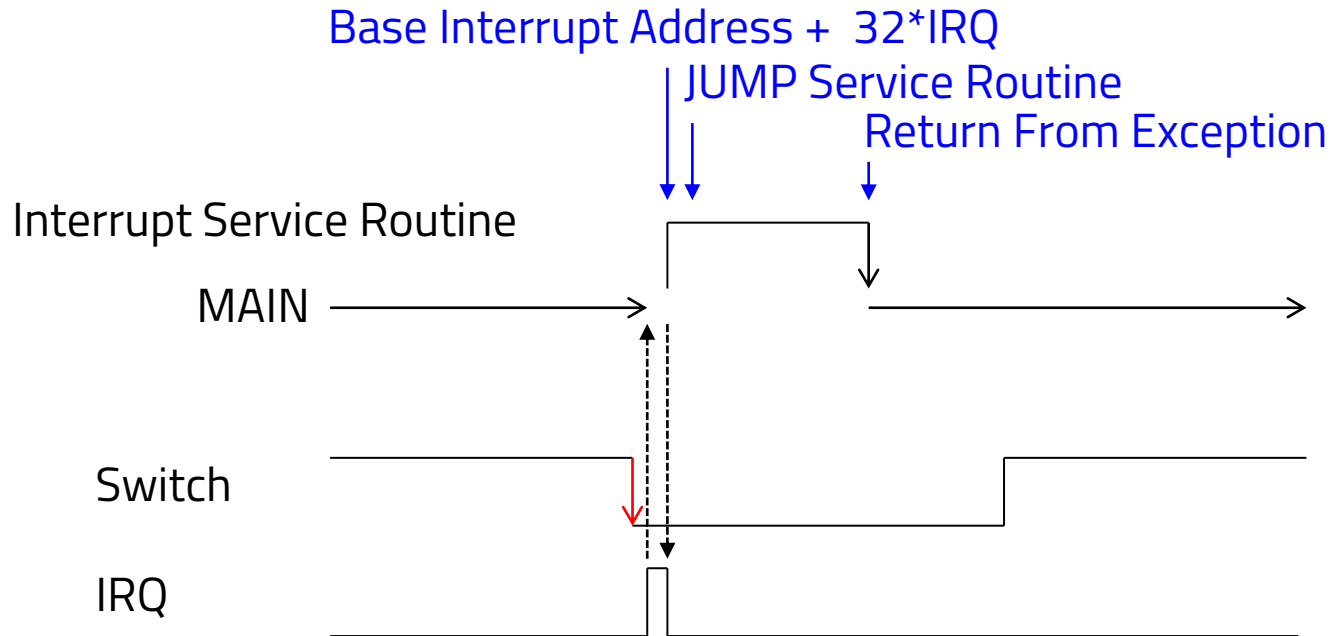 Base Interrupt Address + 32*IRQ
JUMP Service Routine
Return From Exception
Interrupt Service Routine
MAIN
Switch
IRQ